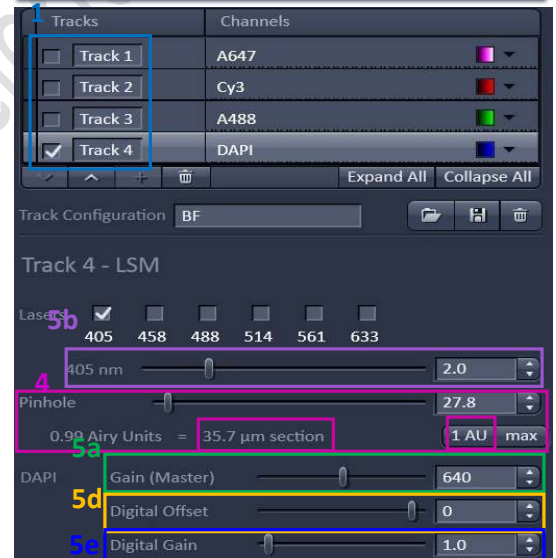 1 Tracks Channels
Track 1 A647
Track 2 Cy3
Track 3 A488
Track 4 DAPI
Expand All Collapse All
Track Configuration BF
Track 4 - LSM
Lasers
5b
405 458 488 514 561 633
405 nm 2.0
4
Pinhole 27.8
0.99 Airy Units = 35.7 µm section 1 AU max
5a
DAPI Gain (Master) 640
5d
Digital Offset 0
5e Digital Gain 1.0